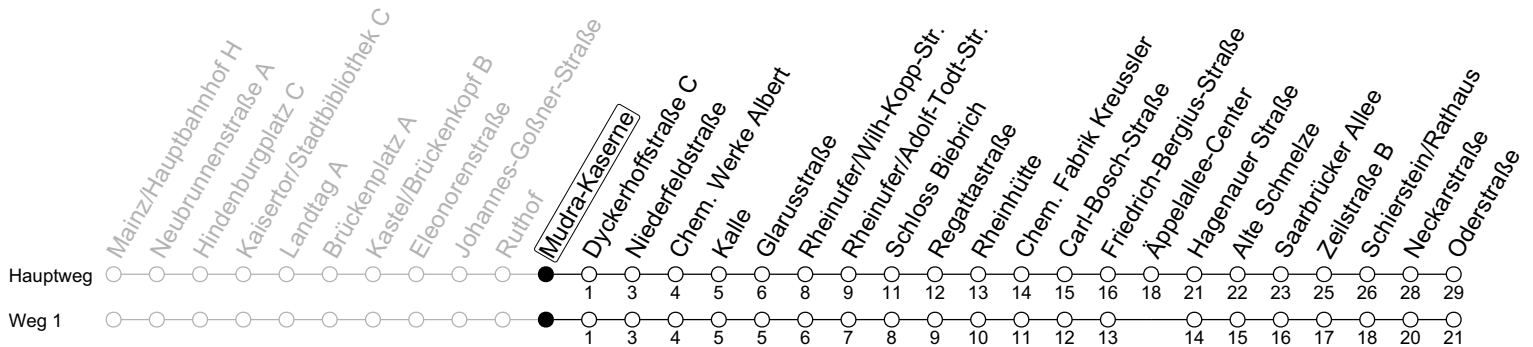 Mainz/Hauptbahnhof H
Neubrunnenstraße A
Hindenburgplatz C
Kaisertor/Stadtbibliothek C
Landtag A
Brückenplatz A
Kastel/Brückenkopf B
Eleonorenstraße
Johannes-Goßner-Straße
Ruthof
Mudra-Kaserne
Dyckerhoffstraße C
Niederfeldstraße
Chem. Werke Albert
Kalle
Glarusstraße
Rheinufer/Wilh-Kopp-Str.
Rheinufer/Adolf-Todt-Str.
Schloss Biebrich
Regattastraße
Rheinhütte
Chem. Fabrik Kreussler
Carl-Bosch-Straße
Friedrich-Bergius-Straße
Äppelallee-Center
Hagenauer Straße
Alte Schmelze
Saarbrücker Allee
Zeilstraße B
Schierstein/Rathaus
Neckarstraße
Oderstraße
Hauptweg
1 3 4 5 6 8 9 11 12 13 14 15 16 18 21 22 23 25 26 28 29
Weg 1
1 3 4 5 5 6 7 8 9 10 11 12 13 14 15 16 17 18 20 21